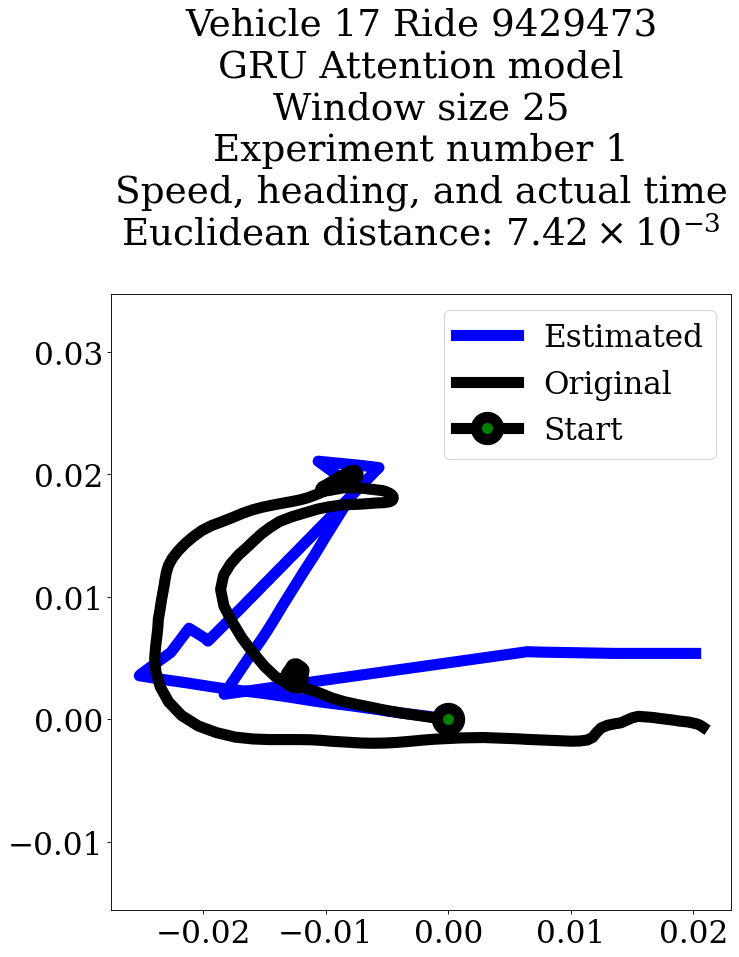 Vehicle 17 Ride 9429473
GRU Attention model
Window size 25
Experiment number 1
Speed, heading, and actual time
Euclidean distance: 7.42 × 10⁻³
Estimated
Original
Start
0.03
0.02
0.01
0.00
−0.01
−0.02 −0.01 0.00 0.01 0.02